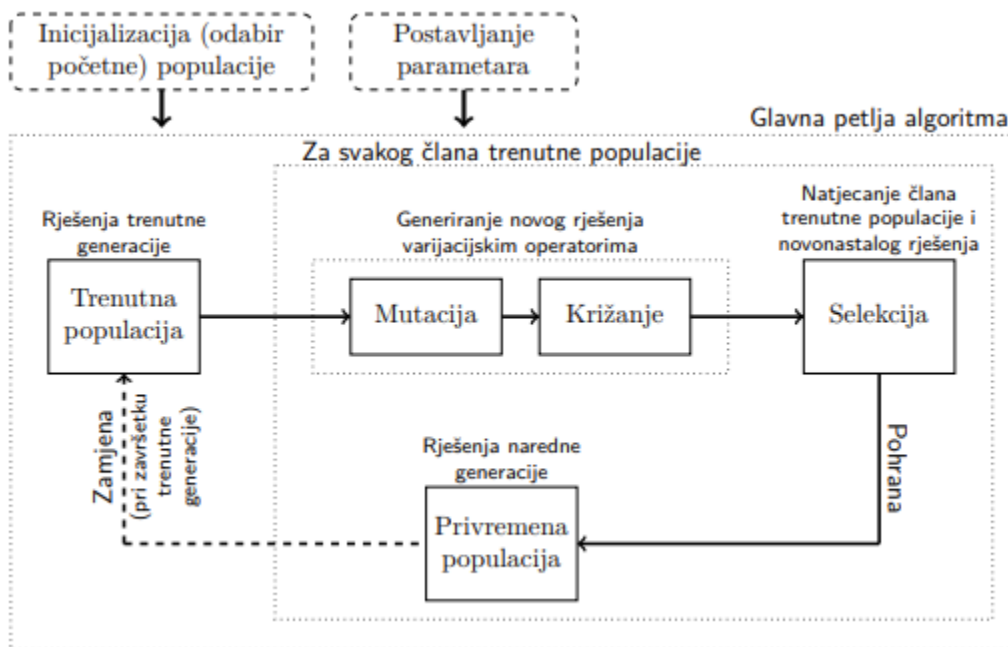 Inicijalizacija (odabir
početne) populacije
Postavljanje
parametara
Glavna petlja algoritma
Za svakog člana trenutne populacije
Rješenja trenutne
generacije
Trenutna
populacija
Generiranje novog rješenja
varijacijskim operatorima
Mutacija
Križanje
Natjecanje člana
trenutne populacije i
novonastalog rješenja
Selekcija
Pohrana
Rješenja naredne
generacije
Privremena
populacija
Zamjena
(pri završetku
trenutne
generacije)